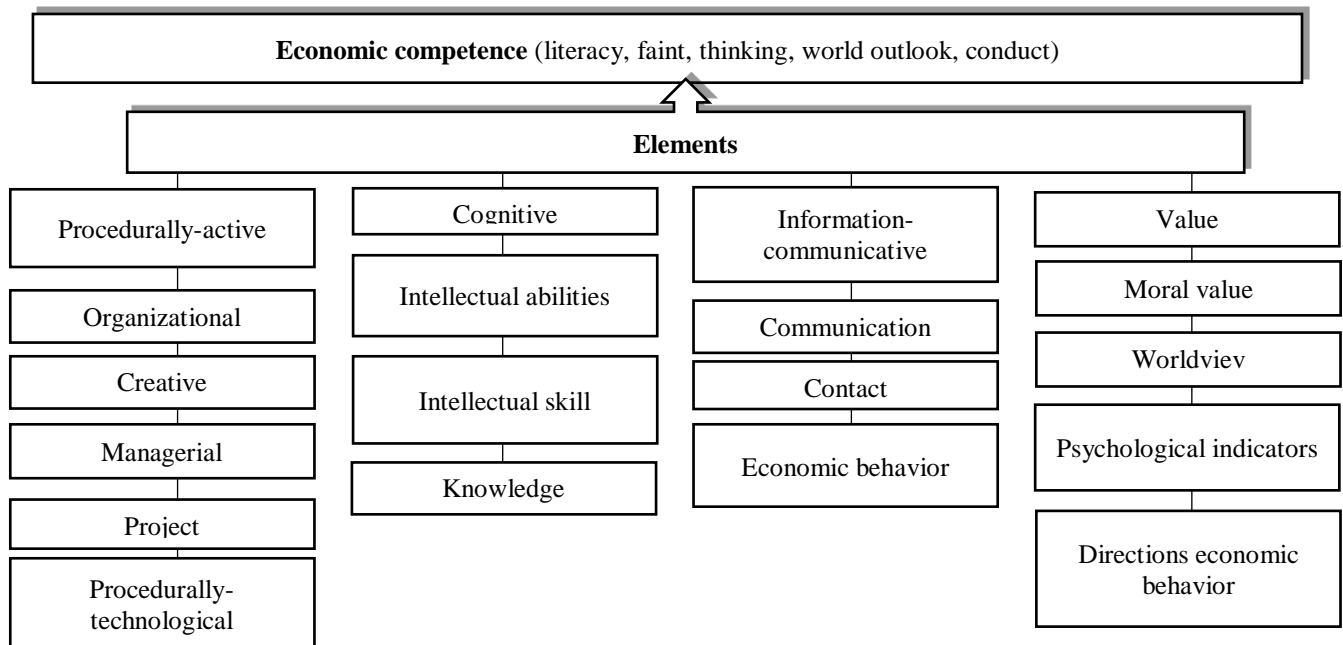 Economic competence (literacy, faint, thinking, world outlook, conduct)
Elements
Procedurally-active
Organizational
Creative
Managerial
Project
Procedurally-
technological
Cognitive
Intellectual abilities
Intellectual skill
Knowledge
Information-
communicative
Communication
Contact
Economic behavior
Value
Moral value
Worldviev
Psychological indicators
Directions economic
behavior